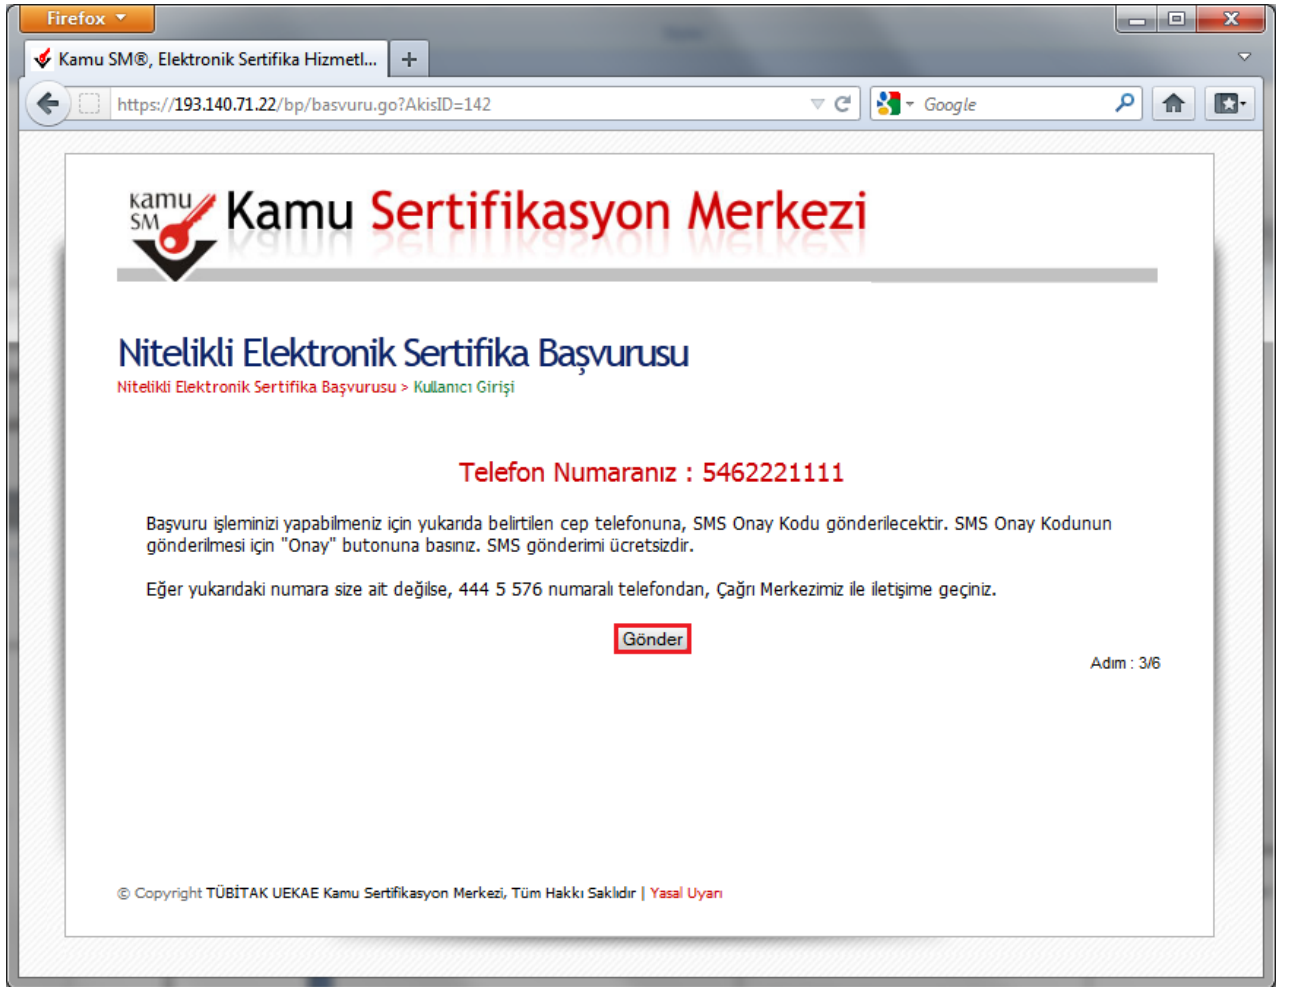 Firefox
Kamu SM®, Elektronik Sertifika Hizmetl...
https://193.140.71.22/bp/basvuru.go?AkisID=142
Google
kamu
SM
Kamu Sertifikasyon Merkezi
Nitelikli Elektronik Sertifika Başvurusu
Nitelikli Elektronik Sertifika Başvurusu > Kullanıcı Girişi
Telefon Numaranız : 5462221111
Başvuru işleminizi yapabilmeniz için yukarıda belirtilen cep telefonuna, SMS Onay Kodu gönderilecektir. SMS Onay Kodunun
gönderilmesi için "Onay" butonuna basınız. SMS gönderimi ücretsizdir.
Eğer yukarıdaki numara size ait değilse, 444 5 576 numaralı telefondan, Çağrı Merkezimiz ile iletişime geçiniz.
Gönder
Adım : 3/6
© Copyright TÜBİTAK UEKAE Kamu Sertifikasyon Merkezi, Tüm Hakkı Saklıdır | Yasal Uyarı